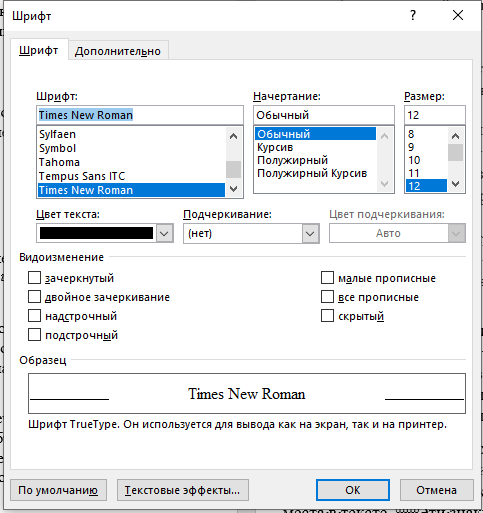 Шрифт
Шрифт Дополнительно
Шрифт: Начертание: Размер:
Times New Roman Обычный 12
Sylfaen Обычный 8
Symbol Курсив 9
Tahoma Полужирный 10
Tempus Sans ITC Полужирный Курсив 11
Times New Roman 12
Цвет текста: Подчеркивание: Цвет подчеркивания:
(нет) Авто
Видоизменение
зачеркнутый малые прописные
двойное зачеркивание все прописные
надстрочный скрытый
подстрочный
Образец
Times New Roman
Шрифт TrueType. Он используется для вывода как на экран, так и на принтер.
По умолчанию Текстовые эффекты... ОК Отмена